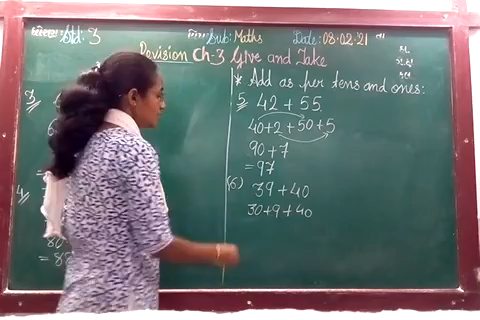 Std: 3 Sub: Maths Date: 08.02.21
Revision Ch-3 Give and Take
* Add as per tens and ones:
5. 42 + 55
40+2+50+5
90+7
= 97
(6) 39 + 40
30+9+40